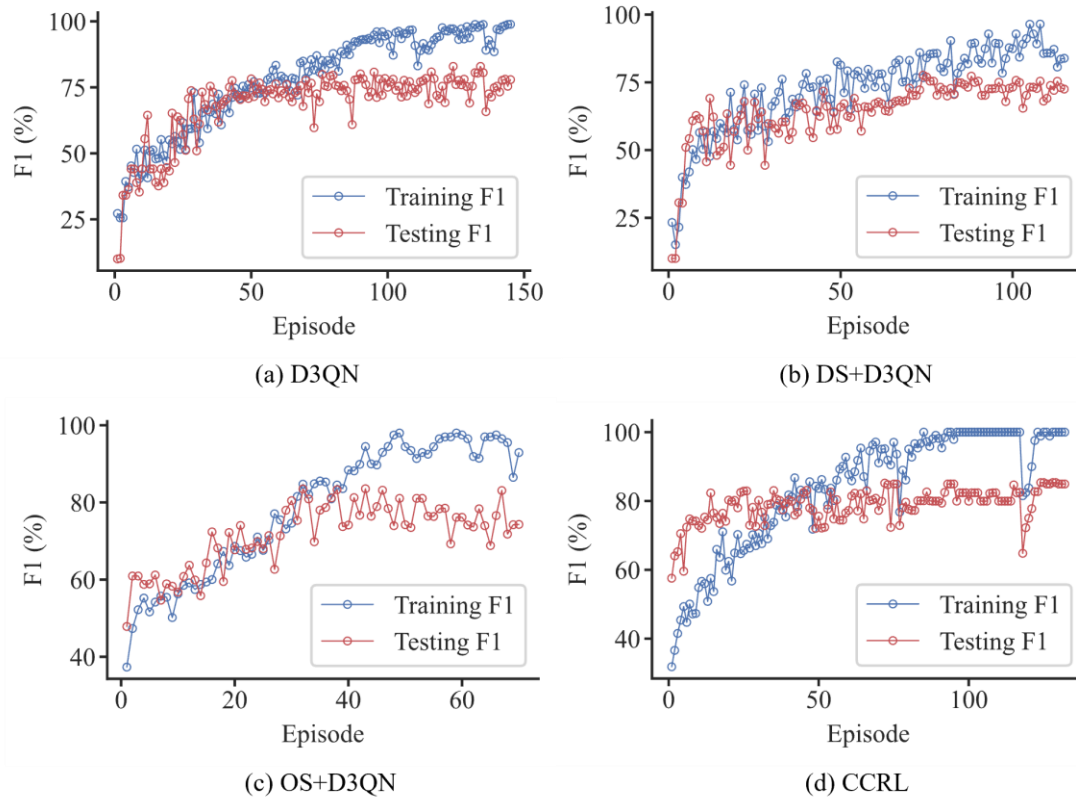 100
75
50
25
F1 (%)
0
50
100
150
Episode
Training F1
Testing F1
(a) D3QN
100
75
50
25
F1 (%)
0
50
100
Episode
Training F1
Testing F1
(b) DS+D3QN
100
80
60
40
F1 (%)
0
20
40
60
Episode
Training F1
Testing F1
(c) OS+D3QN
100
80
60
40
F1 (%)
0
50
100
Episode
Training F1
Testing F1
(d) CCRL